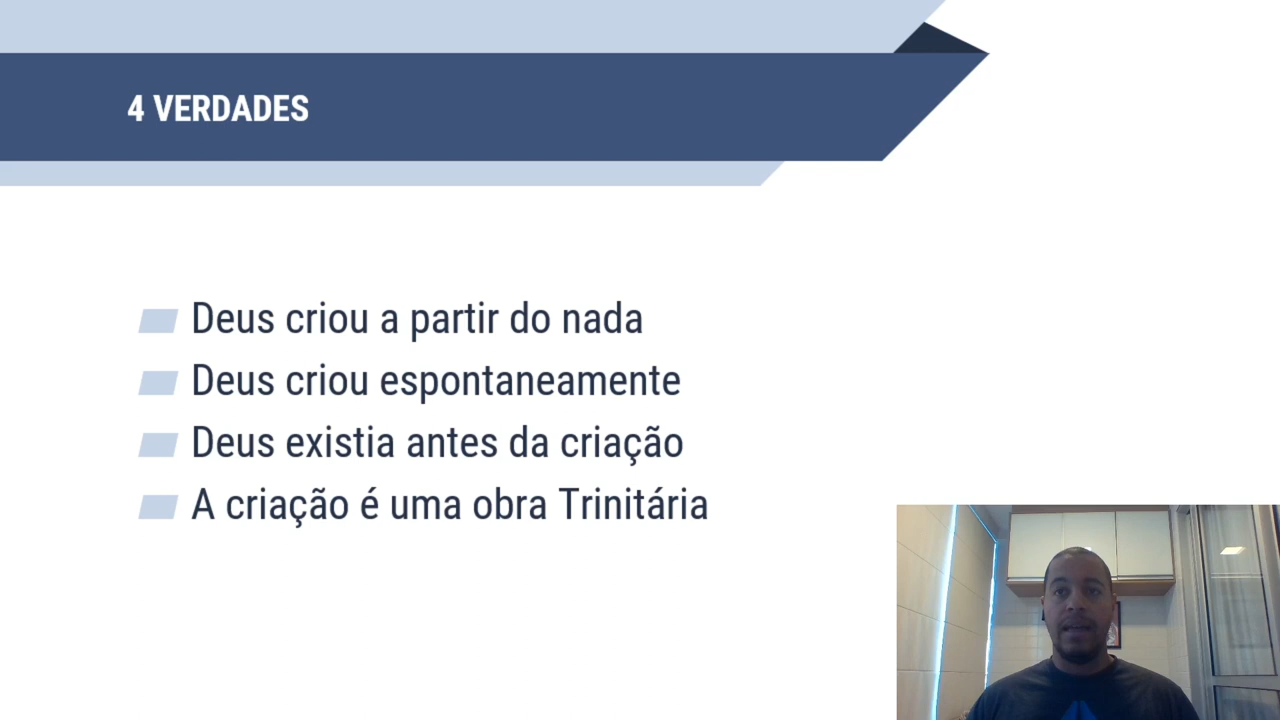 4 VERDADES
Deus criou a partir do nada
Deus criou espontaneamente
Deus existia antes da criação
A criação é uma obra Trinitária